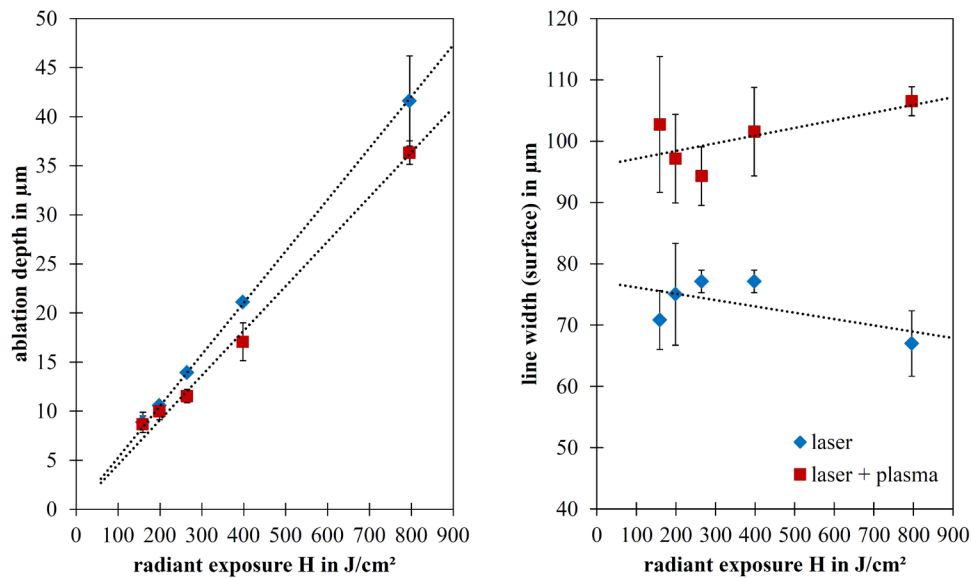 ablation depth in µm
50
45
40
35
30
25
20
15
10
5
0
0 100 200 300 400 500 600 700 800 900
radiant exposure H in J/cm²
line width (surface) in µm
120
110
100
90
80
70
60
50
40
laser
laser + plasma
0 100 200 300 400 500 600 700 800 900
radiant exposure H in J/cm²